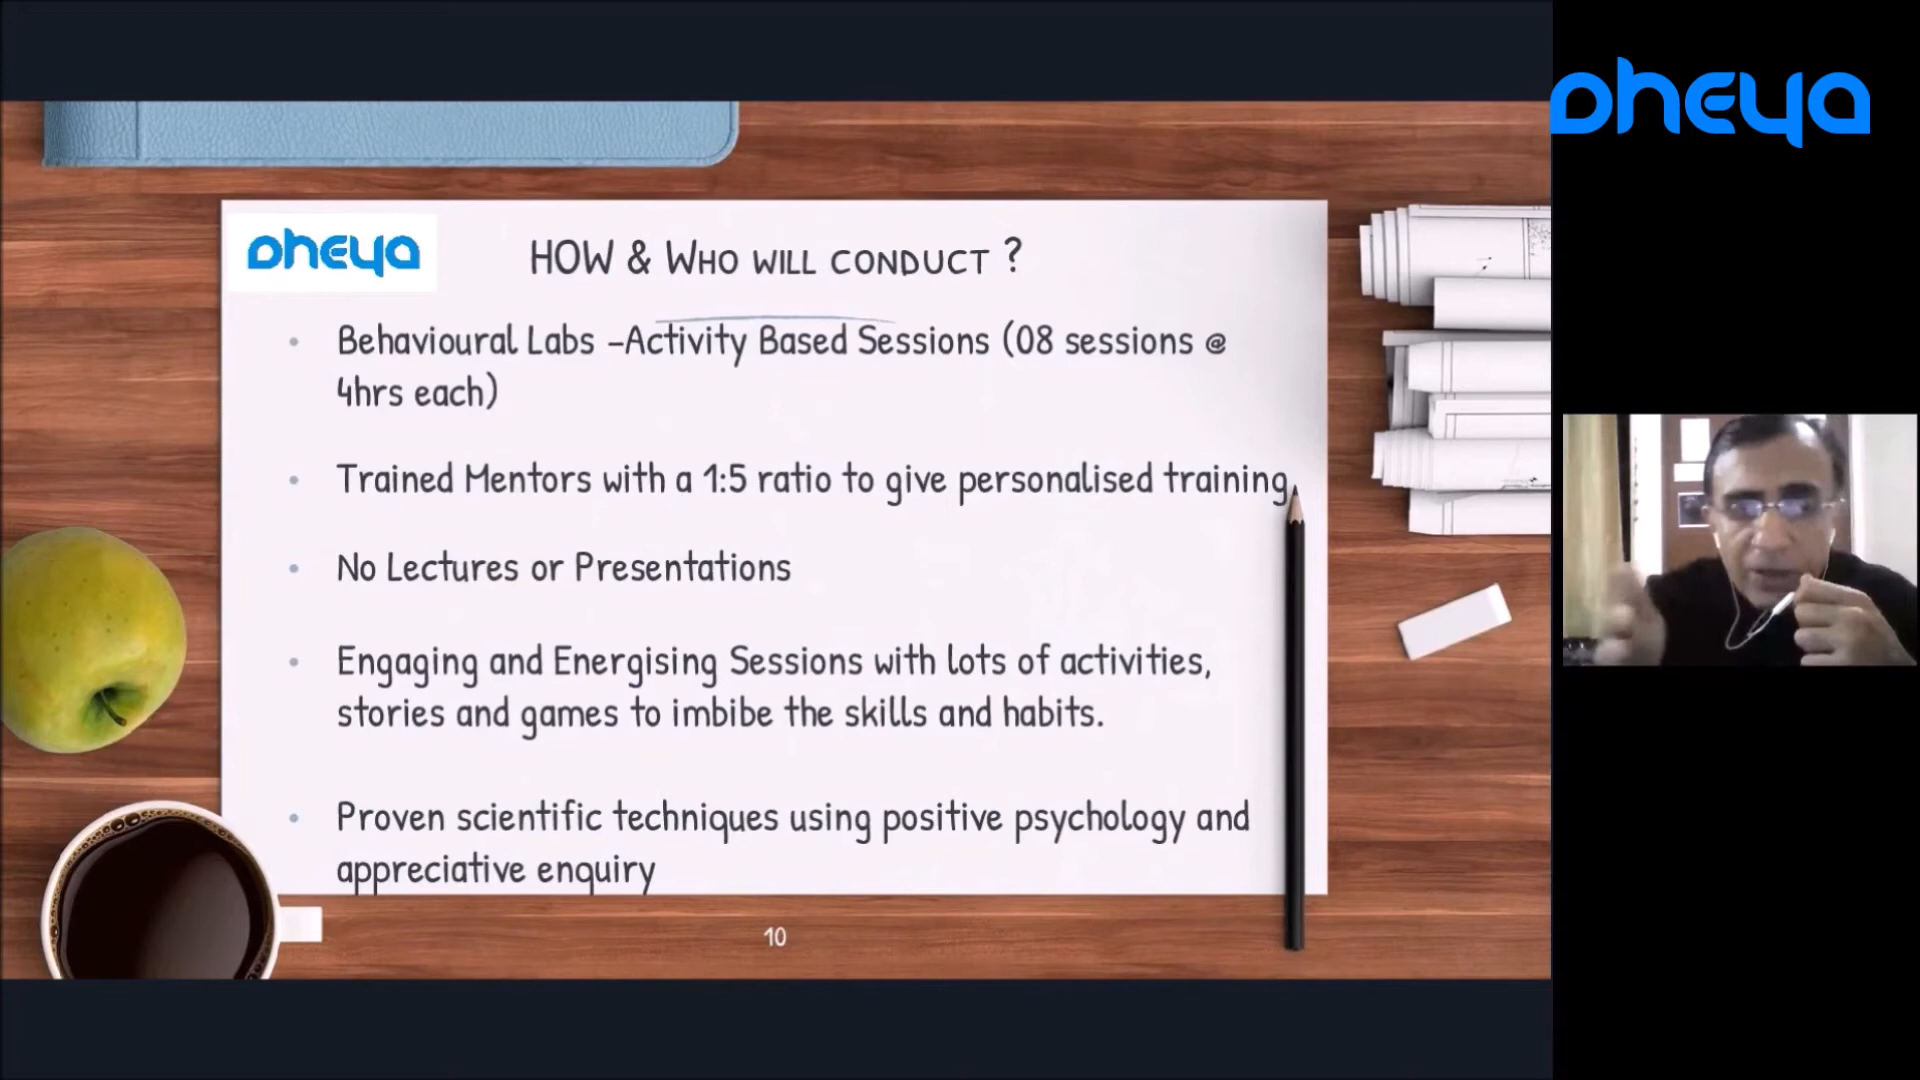 Dheya
Dheya
HOW & WHO WILL CONDUCT ?
Behavioural Labs –Activity Based Sessions (08 sessions @
4hrs each)
Trained Mentors with a 1:5 ratio to give personalised training
No Lectures or Presentations
Engaging and Energising Sessions with lots of activities,
stories and games to imbibe the skills and habits.
Proven scientific techniques using positive psychology and
appreciative enquiry
10